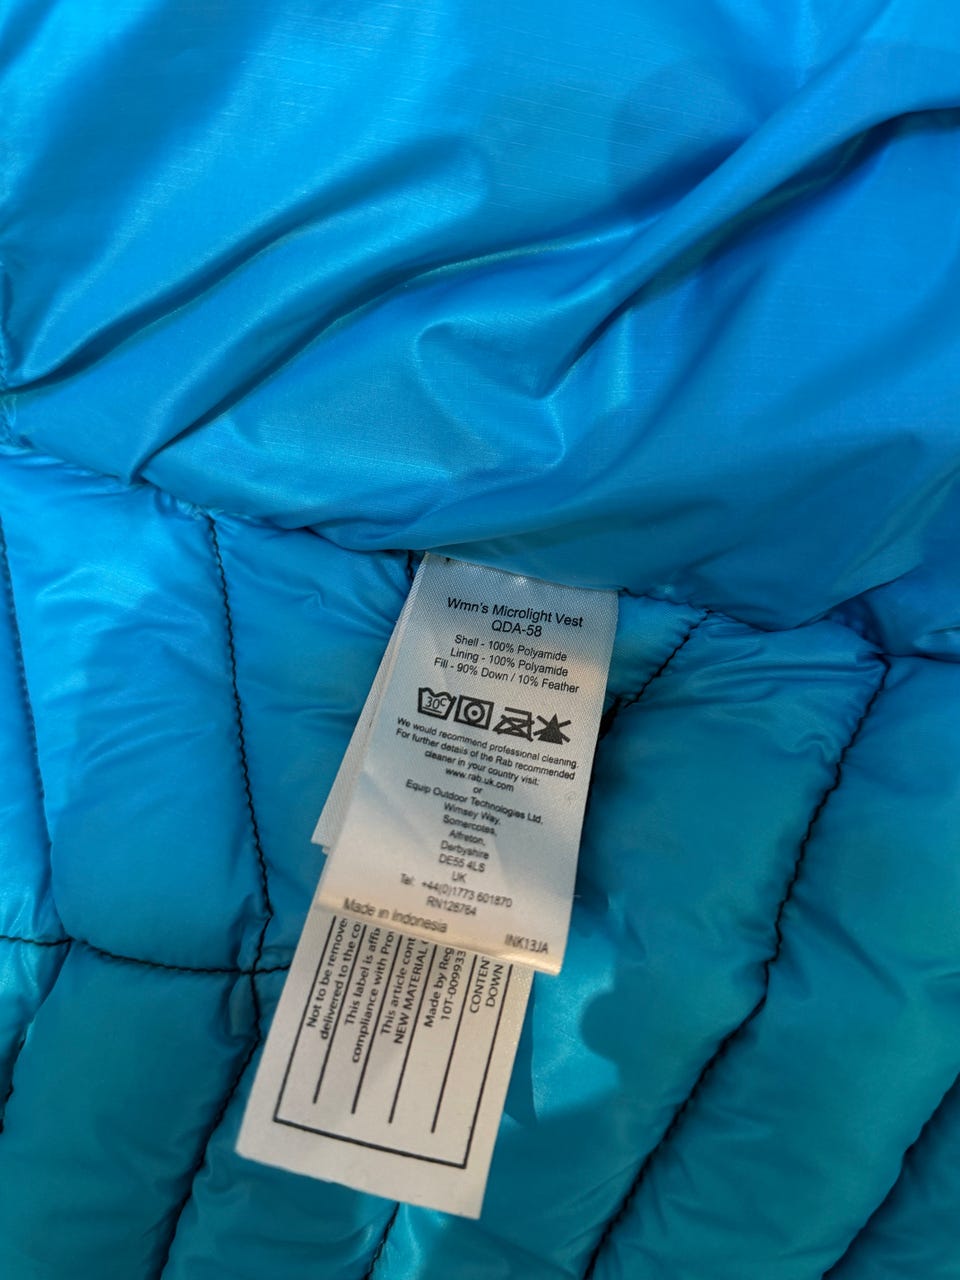 Wmn's Microlight Vest
QDA-58
Shell - 100% Polyamide
Lining - 100% Polyamide
Fill - 90% Down / 10% Feather
30°C
We would recommend professional cleaning.
For further details of the Rab recommended
cleaner in your country visit:
www.rab.uk.com
or
Equip Outdoor Technologies Ltd.
Wimsey Way,
Somercotes,
Alfreton,
Derbyshire
DE55 4LS
UK
Tel: +44(0)1773 601870
RN128764
Made in Indonesia
INK13JA
Not to be remove
delivered to the co
This label is affix
compliance with Pro
This article cont
NEW MATERIAL
Made by Reg
10T-009933
CONTEN
DOWN